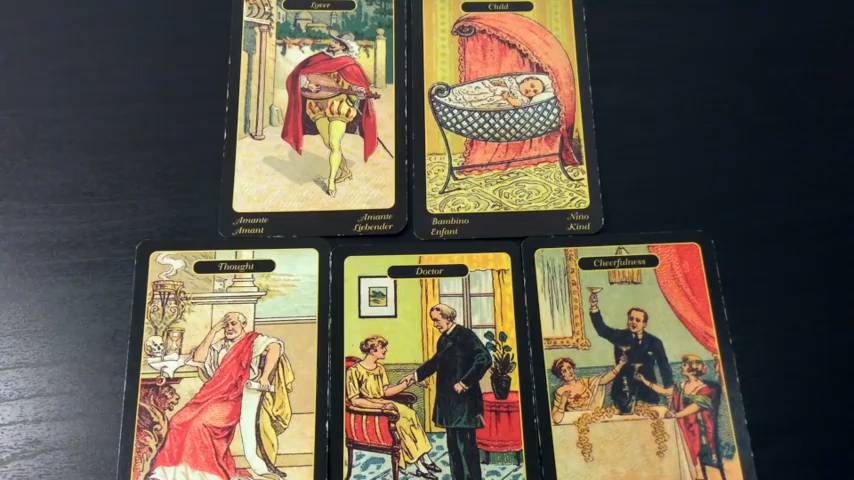 Lover
Child
Amante Amante
Amant Liebender
Bambino Niño
Enfant Kind
Thought
Doctor
Cheerfulness